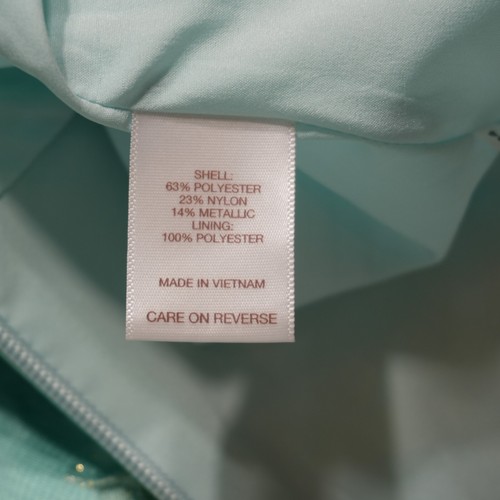 SHELL:
63% POLYESTER
23% NYLON
14% METALLIC
LINING:
100% POLYESTER
MADE IN VIETNAM
CARE ON REVERSE